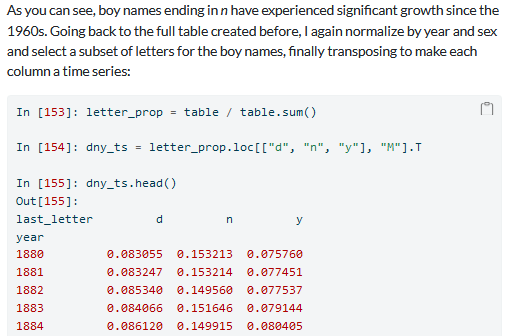 As you can see, boy names ending in n have experienced significant growth since the
1960s. Going back to the full table created before, I again normalize by year and sex
and select a subset of letters for the boy names, finally transposing to make each
column a time series:
In [153]: letter_prop = table / table.sum()
In [154]: dny_ts = letter_prop.loc[["d", "n", "y"], "M"].T
In [155]: dny_ts.head()
Out[155]:
last_letter         d         n         y
year
1880         0.083055  0.153213  0.075760
1881         0.083247  0.153214  0.077451
1882         0.085340  0.149560  0.077537
1883         0.084066  0.151646  0.079144
1884         0.086120  0.149915  0.080405